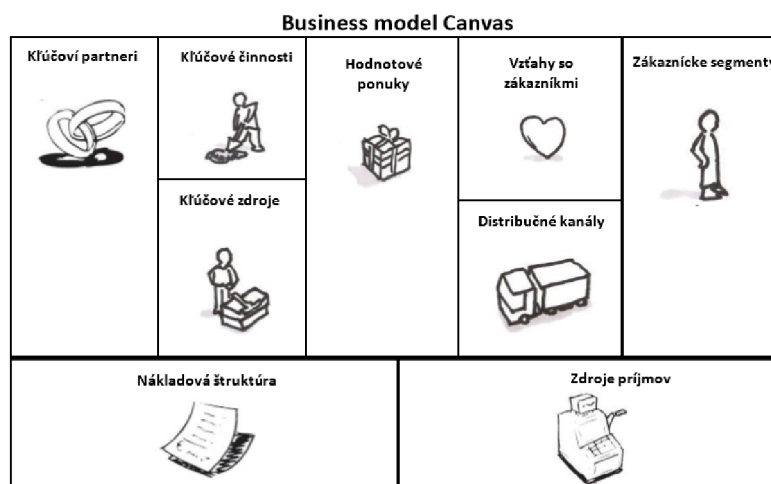 Business model Canvas
Kľúčoví partneri
Kľúčové činnosti
Hodnotové
ponuky
Vzťahy so
zákazníkmi
Zákaznícke segmenty
Kľúčové zdroje
Distribučné kanály
Nákladová štruktúra
Zdroje príjmov